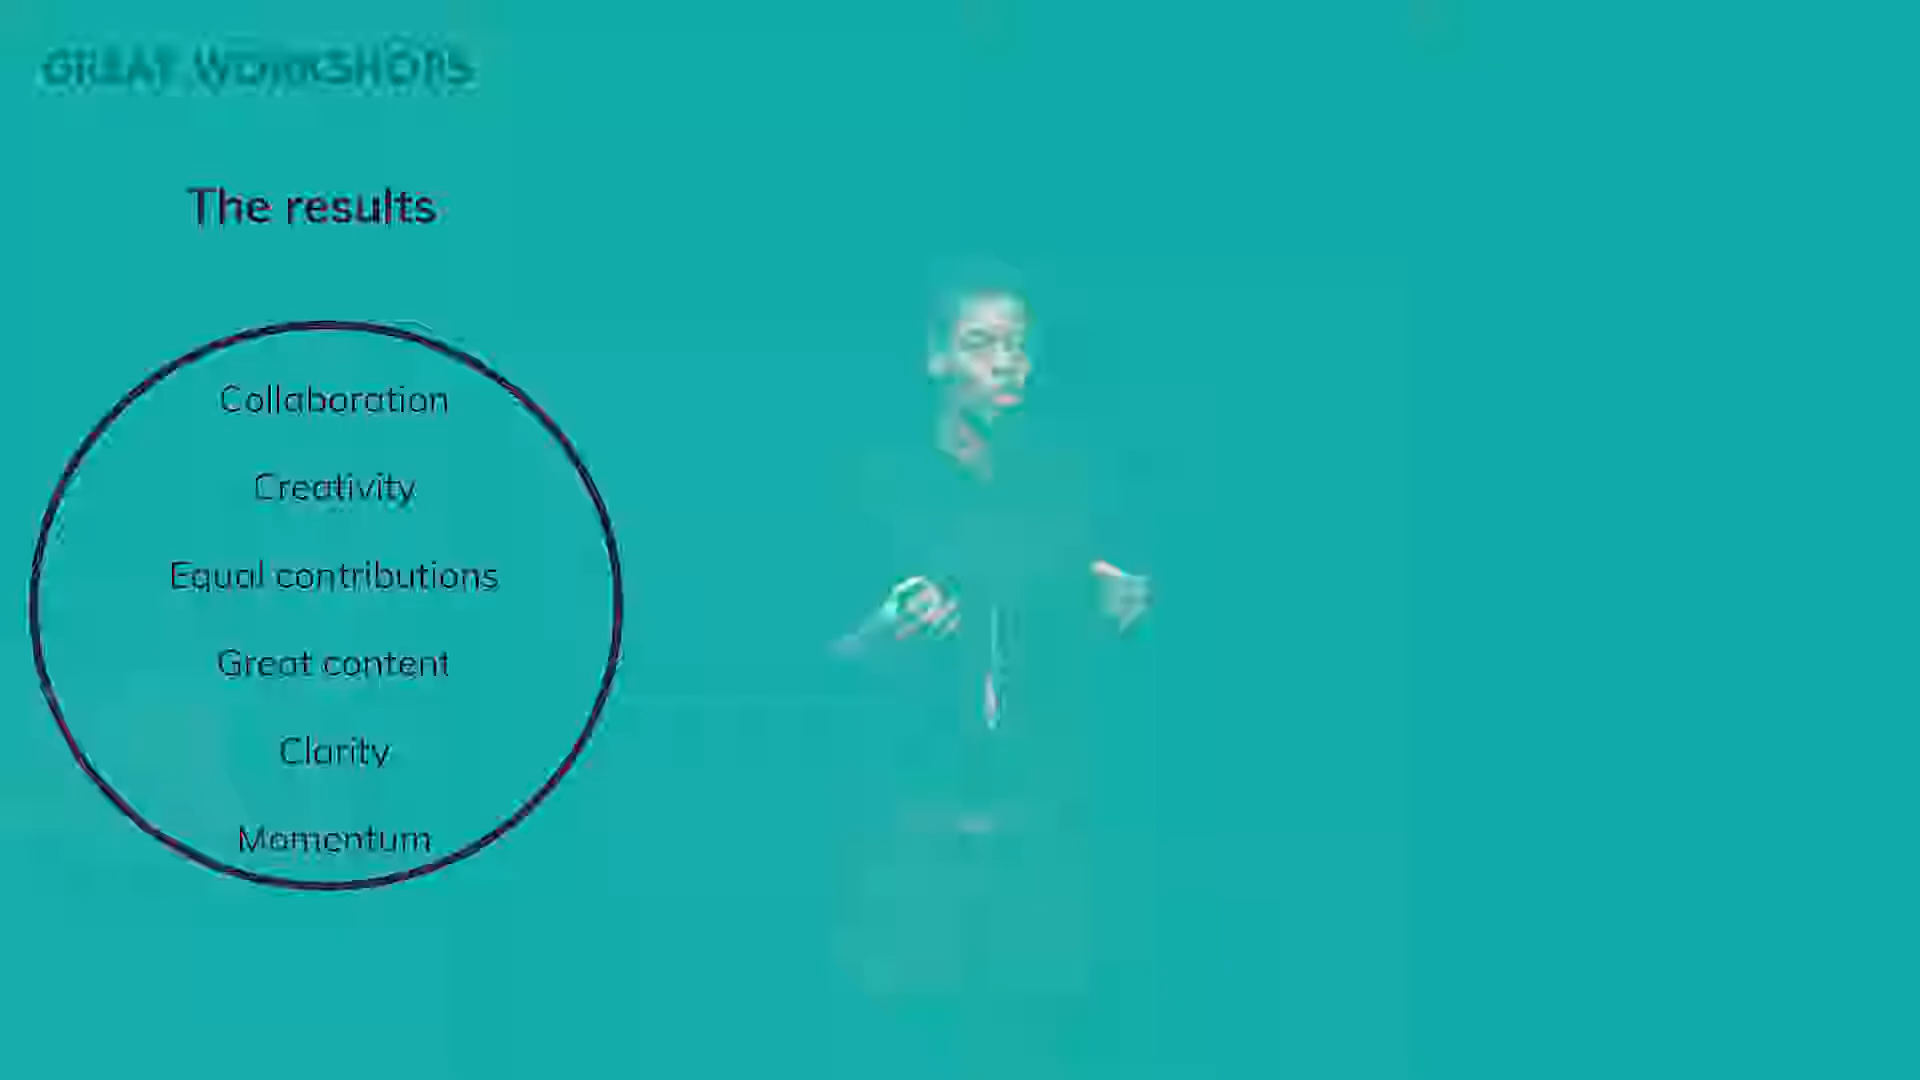 GREAT WORKSHOPS
The results
Collaboration
Creativity
Equal contributions
Great content
Clarity
Momentum